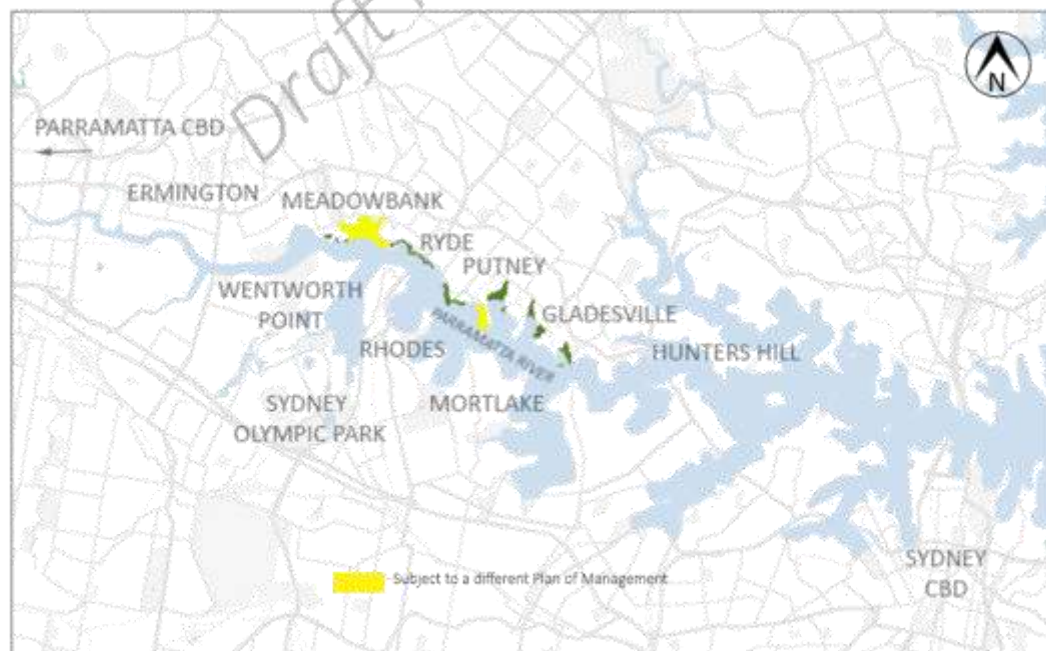 Draft
N
PARRAMATTA CBD
ERMINGTON
MEADOWBANK
RYDE
PUTNEY
WENTWORTH
POINT
GLADESVILLE
PARRAMATTA RIVER
RHODES
HUNTERS HILL
SYDNEY
OLYMPIC PARK
MORTLAKE
SYDNEY
CBD
Subject to a different Plan of Management